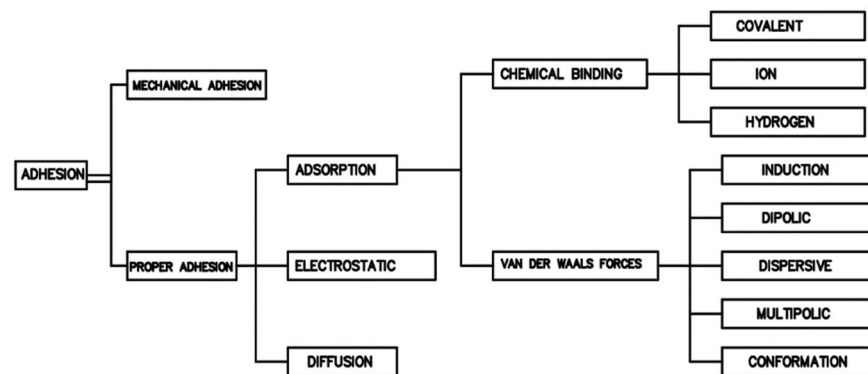 ADHESION
MECHANICAL ADHESION
PROPER ADHESION
ADSORPTION
ELECTROSTATIC
DIFFUSION
CHEMICAL BINDING
VAN DER WAALS FORCES
COVALENT
ION
HYDROGEN
INDUCTION
DIPOLIC
DISPERSIVE
MULTIPOLIC
CONFORMATION